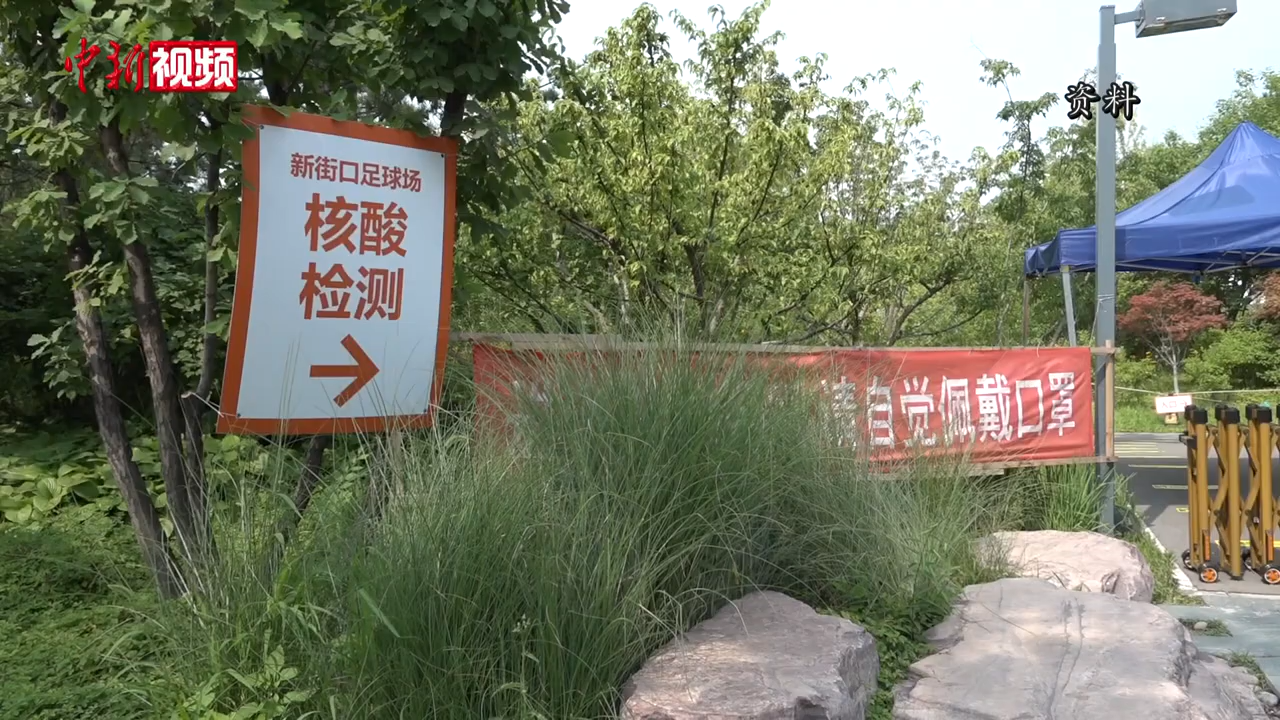 中新视频
资料
新街口足球场
核酸
检测
请自觉佩戴口罩